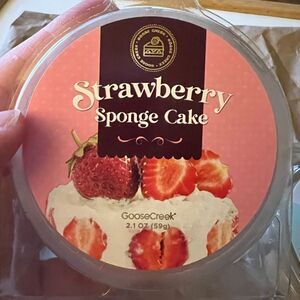 Strawberry
Sponge Cake
GooseCreek
2.1 OZ (59g)